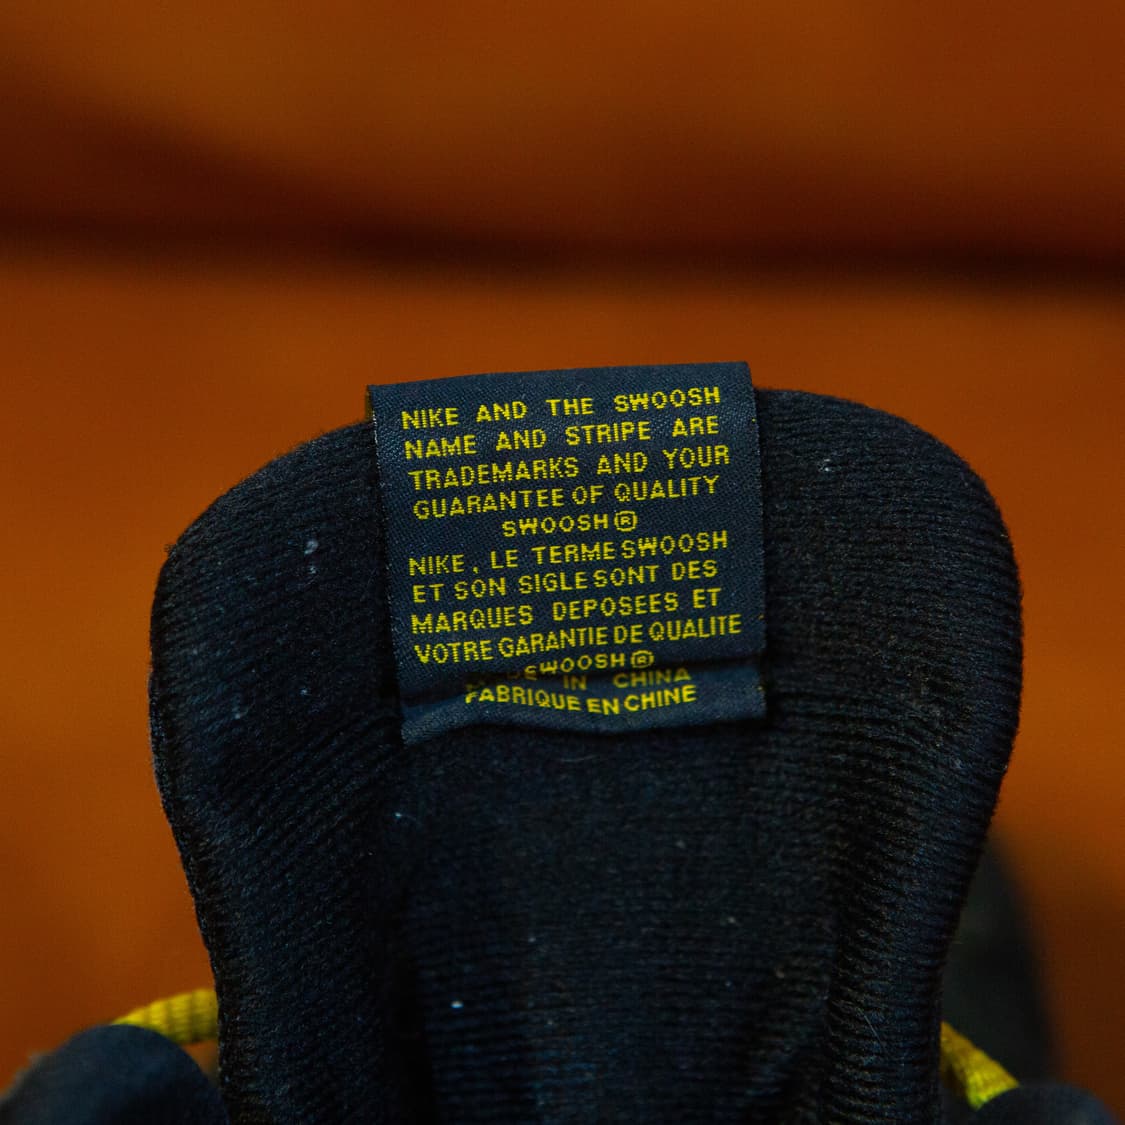 NIKE AND THE SWOOSH
NAME AND STRIPE ARE
TRADEMARKS AND YOUR
GUARANTEE OF QUALITY
SWOOSH®
NIKE, LE TERME SWOOSH
ET SON SIGLE SONT DES
MARQUES DEPOSEES ET
VOTRE GARANTIE DE QUALITE
SWOOSH®
IN CHINA
FABRIQUE EN CHINE